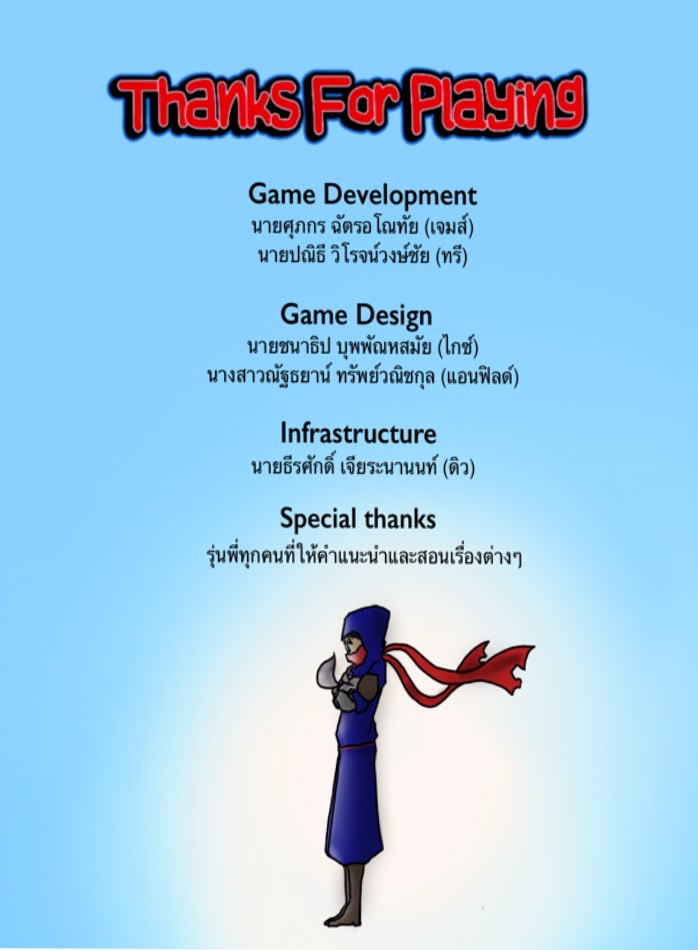 Thanks For Playing
Game Development
นายศุภกร ฉัตรอโณทัย (เจมส์)
นายปณิธี วิโรจน์วงษ์ชัย (ทรี)
Game Design
นายชนาธิป บุพพัณหสมัย (ไกซ์)
นางสาวณัฐธยาน์ ทรัพย์วณิชกุล (แอนฟิลด์)
Infrastructure
นายธีรศักดิ์ เจียระนานนท์ (ดิว)
Special thanks
รุ่นพี่ทุกคนที่ให้คำแนะนำและสอนเรื่องต่างๆ